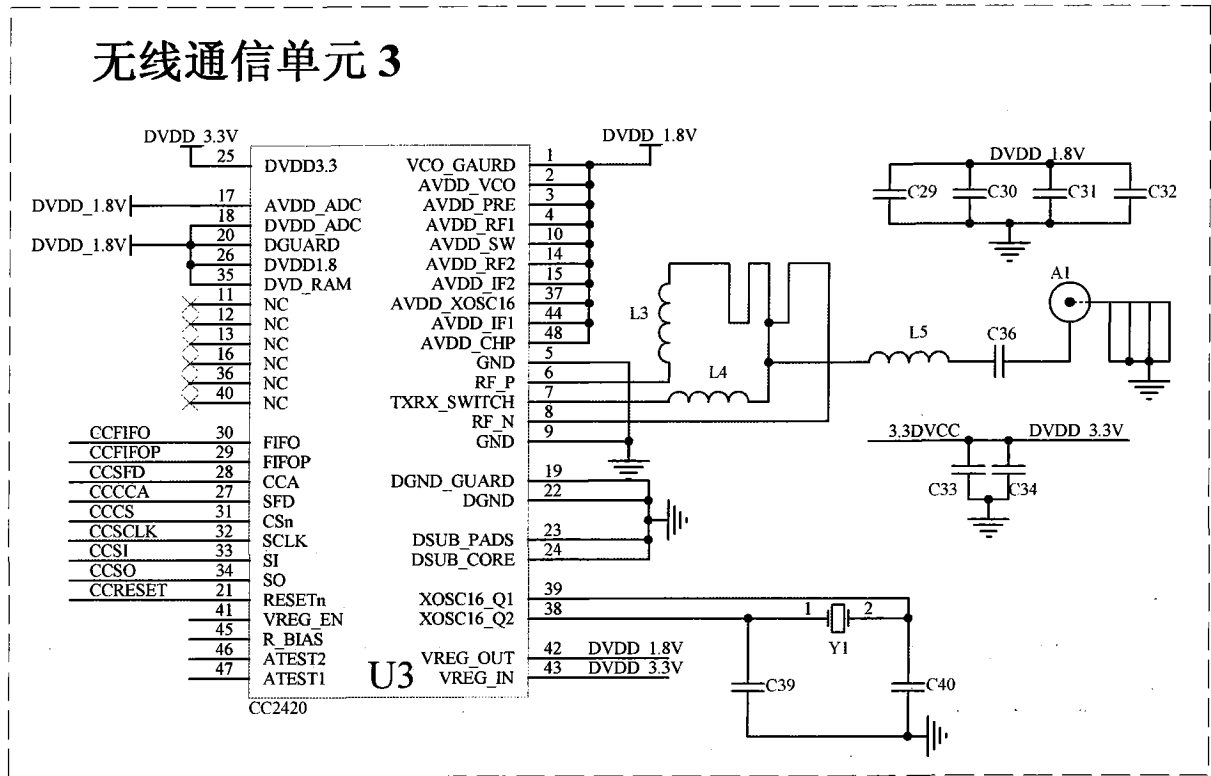 无线通信单元 3
DVDD_3.3V
25 DVDD3.3
DVDD_1.8V 17 AVDD_ADC
18 DVDD_ADC
DVDD_1.8V 20 DGUARD
26 DVDD1.8
35 DVD_RAM
11 NC
12 NC
13 NC
16 NC
36 NC
40 NC
CCFIFO 30 FIFO
CCFIFOP 29 FIFOP
CCSFD 28 CCA
CCCCA 27 SFD
CCCS 31 CSn
CCSCLK 32 SCLK
CCSI 33 SI
CCSO 34 SO
CCRESET 21 RESETn
41 VREG_EN
45 R_BIAS
46 ATEST2
47 ATEST1
U3
CC2420
DVDD_1.8V
VCO_GAURD 1
AVDD_VCO 2
AVDD_PRE 3
AVDD_RF1 4
AVDD_SW 10
AVDD_RF2 14
AVDD_IF2 15
AVDD_XOSC16 37
AVDD_IF1 44
AVDD_CHP 48
GND 5
RF_P 6
TXRX_SWITCH 7
RF_N 8
GND 9
DGND_GUARD 19
DGND 22
DSUB_PADS 23
DSUB_CORE 24
XOSC16_Q1 39
XOSC16_Q2 38
VREG_OUT 42 DVDD_1.8V
VREG_IN 43 DVDD_3.3V
L3
L4
L5
C36
A1
DVDD_1.8V
C29 C30 C31 C32
3.3DVCC DVDD_3.3V
C33 C34
1 2
Y1
C39 C40